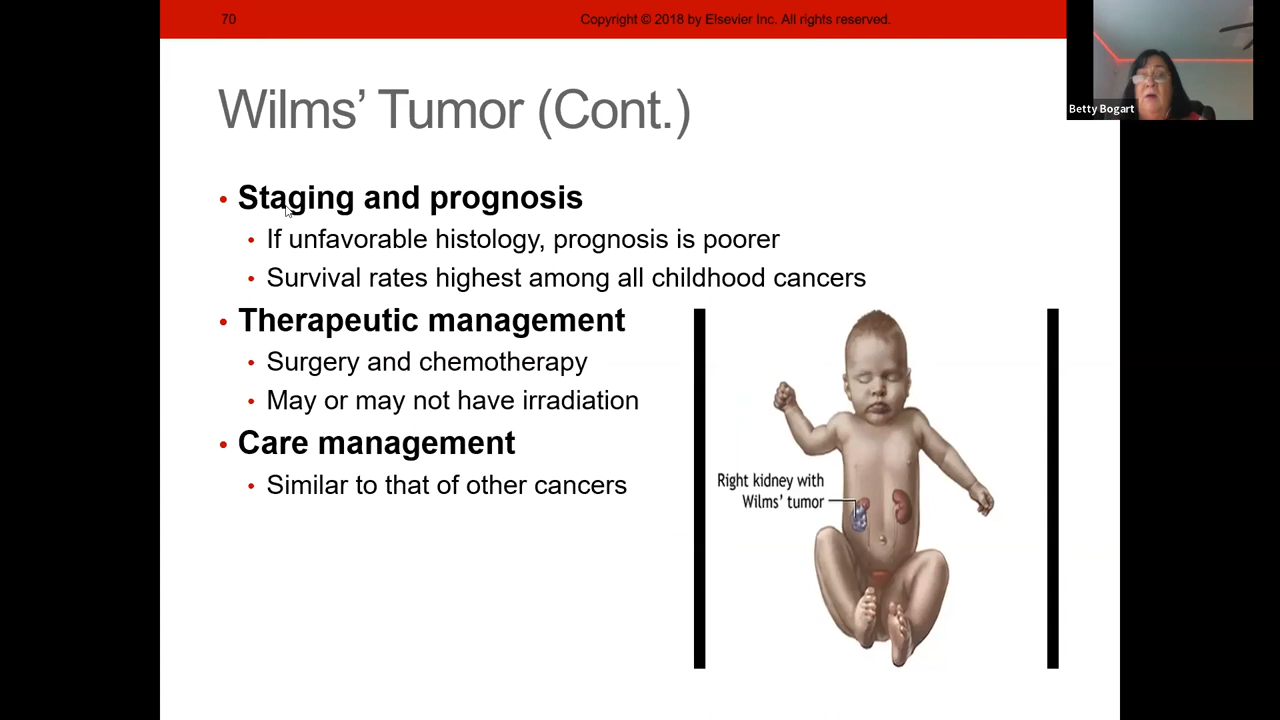 70
Copyright © 2018 by Elsevier Inc. All rights reserved.
Betty Bogart
Wilms’ Tumor (Cont.)
• Staging and prognosis
• If unfavorable histology, prognosis is poorer
• Survival rates highest among all childhood cancers
• Therapeutic management
• Surgery and chemotherapy
• May or may not have irradiation
• Care management
• Similar to that of other cancers
Right kidney with
Wilms’ tumor